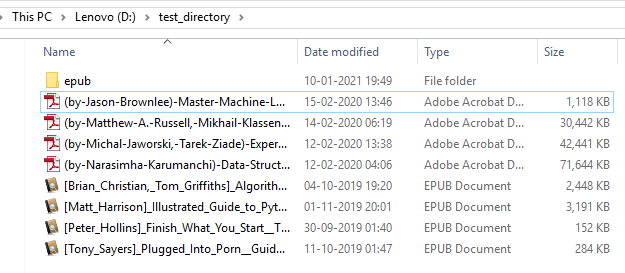 This PC > Lenovo (D:) > test_directory >
Name Date modified Type Size
epub 10-01-2021 19:49 File folder
(by-Jason-Brownlee)-Master-Machine-L... 15-02-2020 13:46 Adobe Acrobat D... 1,118 KB
(by-Matthew-A.-Russell,-Mikhail-Klassen... 14-02-2020 06:19 Adobe Acrobat D... 30,442 KB
(by-Michal-Jaworski,-Tarek-Ziade)-Exper... 12-02-2020 13:38 Adobe Acrobat D... 42,441 KB
(by-Narasimha-Karumanchi)-Data-Struct... 12-02-2020 04:06 Adobe Acrobat D... 71,644 KB
[Brian_Christian,_Tom_Griffiths]_Algorith... 04-10-2019 19:20 EPUB Document 2,448 KB
[Matt_Harrison]_Illustrated_Guide_to_Pyt... 01-11-2019 20:01 EPUB Document 3,191 KB
[Peter_Hollins]_Finish_What_You_Start__T... 30-09-2019 01:40 EPUB Document 152 KB
[Tony_Sayers]_Plugged_Into_Porn__Guid... 11-10-2019 01:47 EPUB Document 284 KB